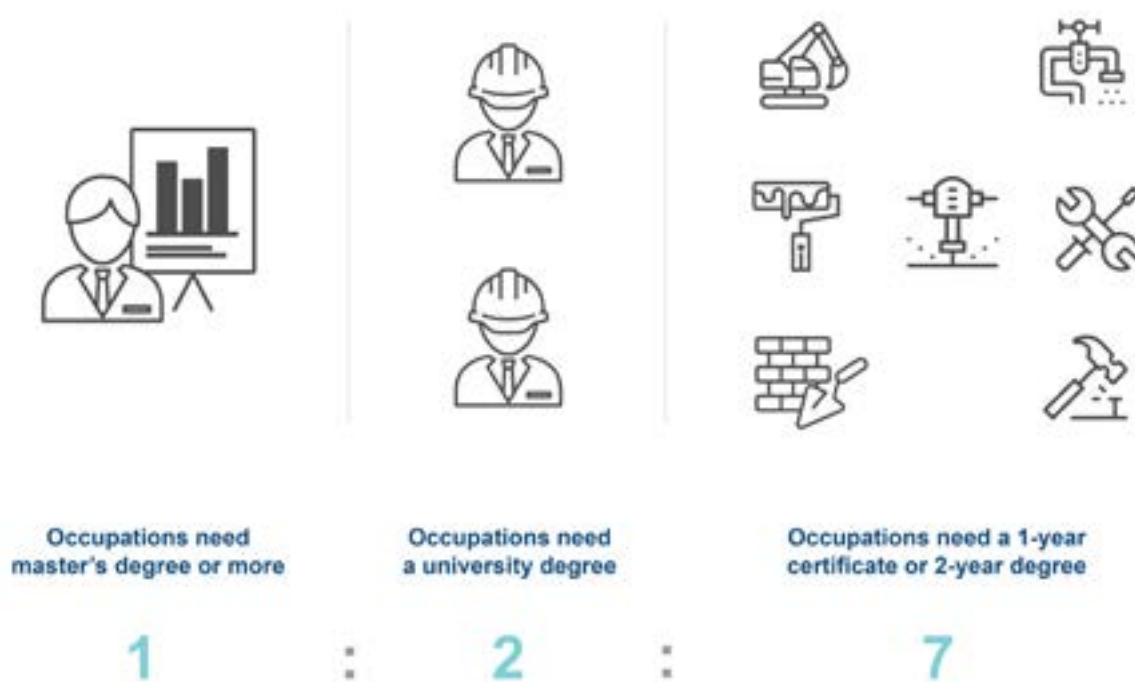 Occupations need
master's degree or more
Occupations need
a university degree
Occupations need a 1-year
certificate or 2-year degree
1 : 2 : 7